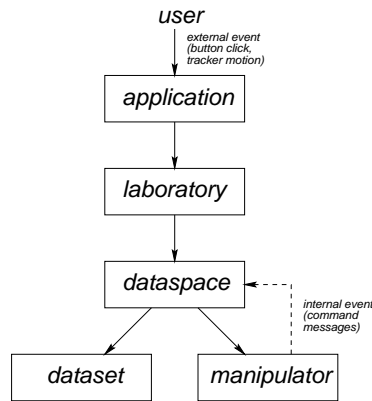 user
external event
(button click,
tracker motion)
application
laboratory
dataspace
internal event
(command
messages)
dataset
manipulator